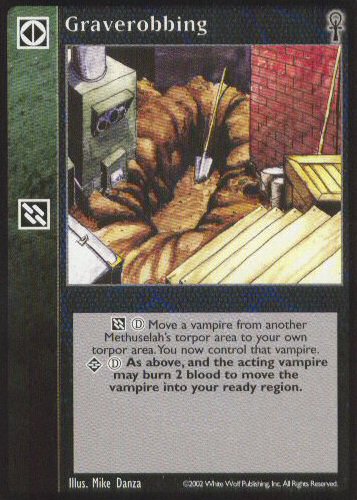 Graverobbing
Ⓓ Move a vampire from another
Methuselah's torpor area to your own
torpor area. You now control that vampire.
Ⓓ As above, and the acting vampire
may burn 2 blood to move the
vampire into your ready region.
Illus. Mike Danza
©2002 White Wolf Publishing, Inc. All Rights Reserved.